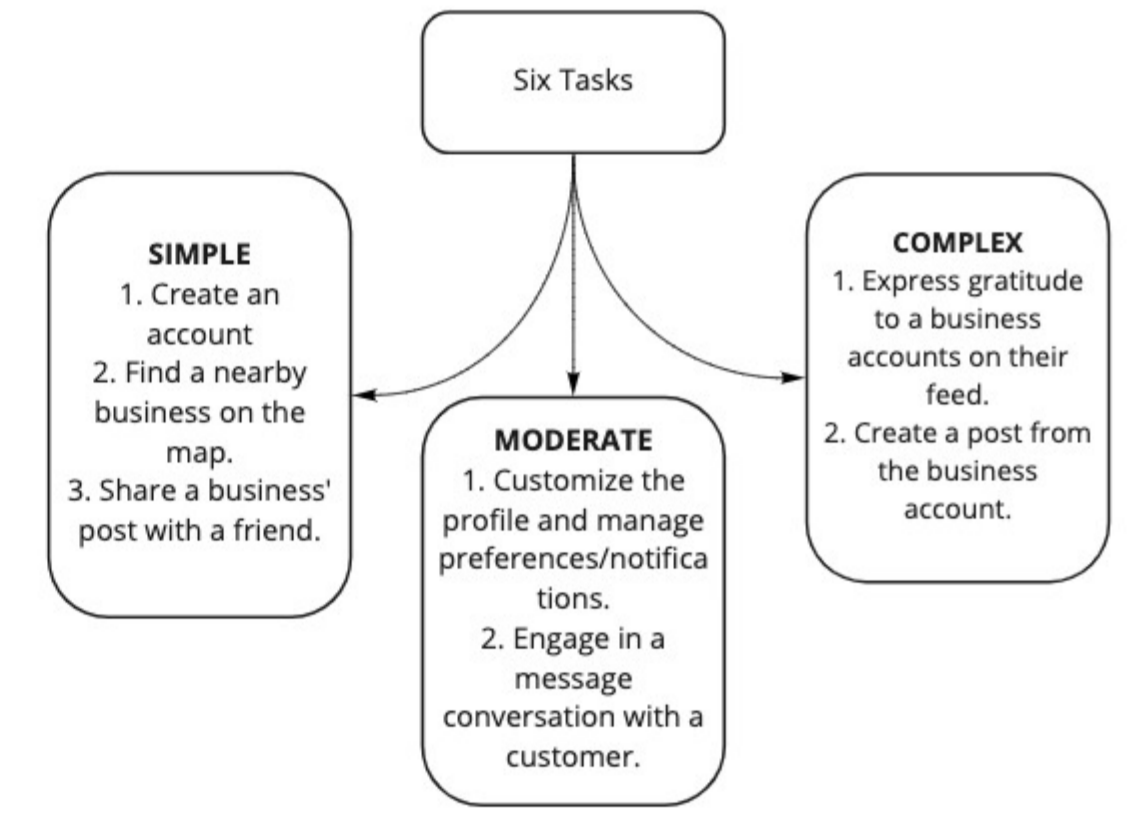 Six Tasks
SIMPLE
1. Create an
account
2. Find a nearby
business on the
map.
3. Share a business'
post with a friend.
MODERATE
1. Customize the
profile and manage
preferences/notifica
tions.
2. Engage in a
message
conversation with a
customer.
COMPLEX
1. Express gratitude
to a business
accounts on their
feed.
2. Create a post from
the business
account.